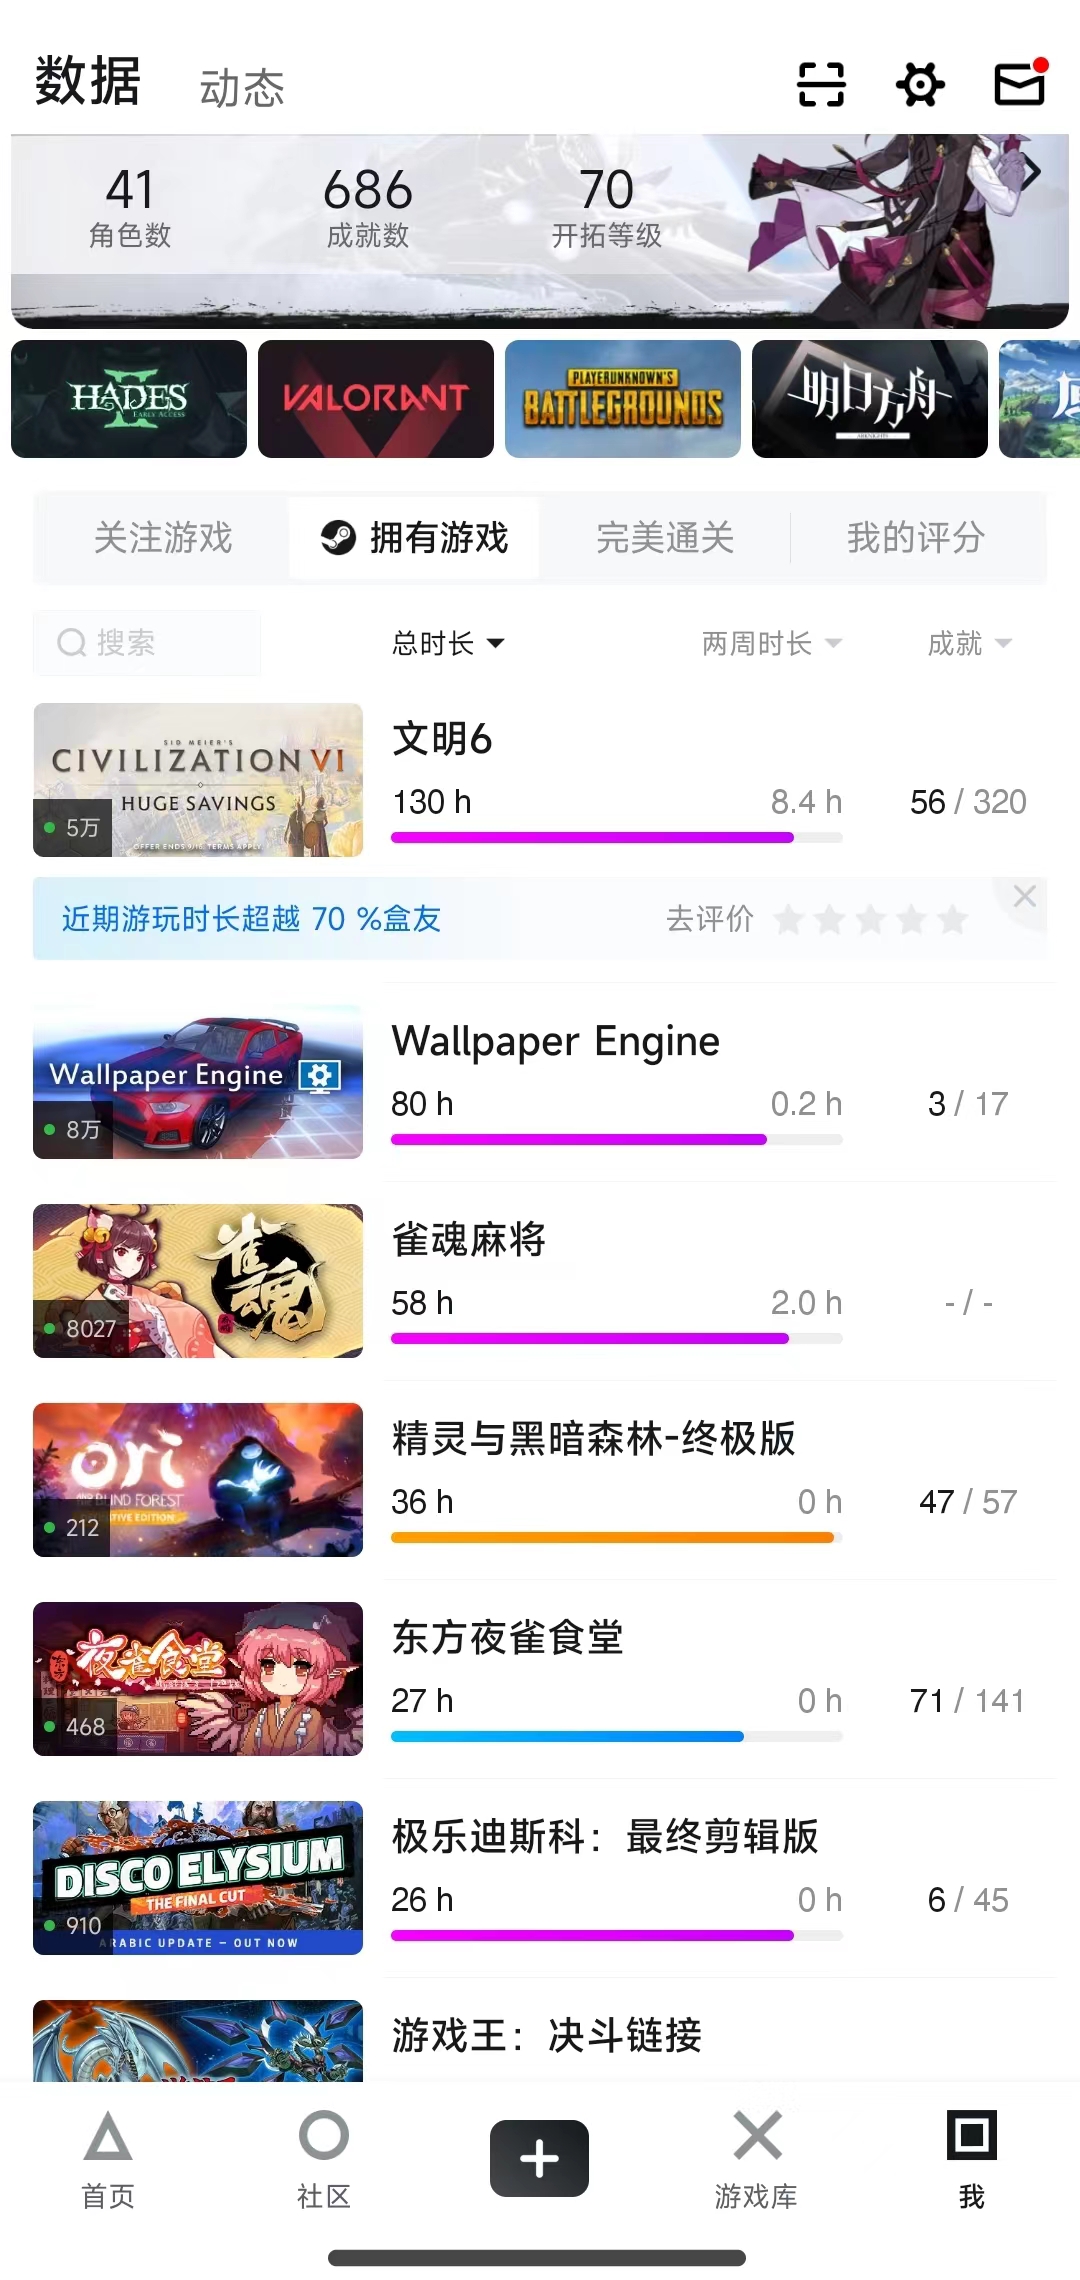 数据 动态
41 686 70
角色数 成就数 开拓等级
HADES II EARLY ACCESS VALORANT PLAYERUNKNOWN'S BATTLEGROUNDS 明日方舟 ARKNIGHTS
关注游戏 拥有游戏 完美通关 我的评分
搜索 总时长 两周时长 成就
SID MEIER'S
CIVILIZATION VI
HUGE SAVINGS
OFFER ENDS 9/16. TERMS APPLY.
5万
文明6
130 h 8.4 h 56 / 320
近期游玩时长超越 70 %盒友 去评价
Wallpaper Engine
8万
Wallpaper Engine
80 h 0.2 h 3 / 17
雀魂
8027
雀魂麻将
58 h 2.0 h - / -
ori
BLIND FOREST
EDITION
212
精灵与黑暗森林-终极版
36 h 0 h 47 / 57
东方夜雀食堂
468
东方夜雀食堂
27 h 0 h 71 / 141
DISCO ELYSIUM
THE FINAL CUT
910
ARABIC UPDATE – OUT NOW
极乐迪斯科：最终剪辑版
26 h 0 h 6 / 45
游戏王：决斗链接
首页 社区 游戏库 我